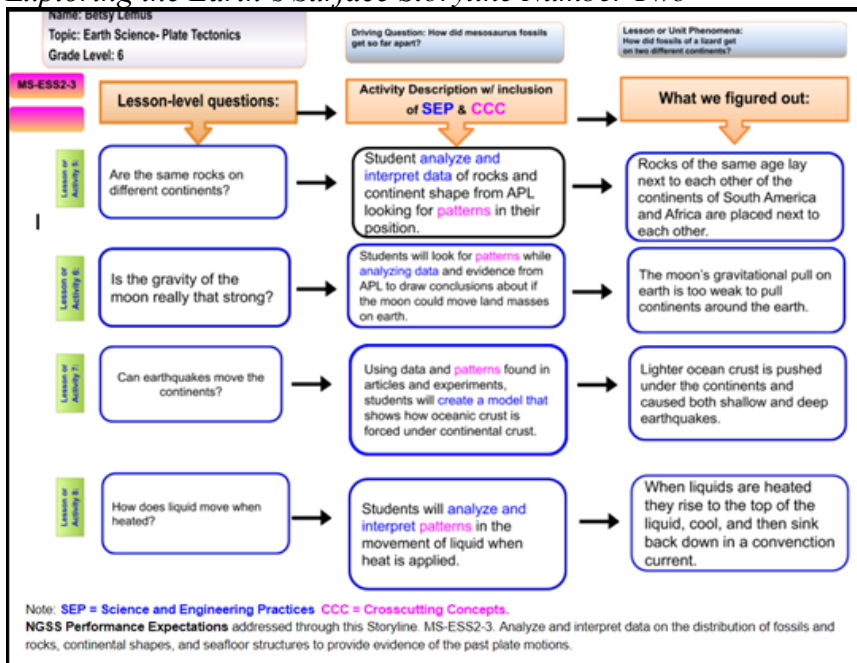 Exploring the Earth's Surface Storyline Number Two
Name: Betsy Lemus
Topic: Earth Science- Plate Tectonics
Grade Level: 6
Driving Question: How did mesosaurus fossils
get so far apart?
Lesson or Unit Phenomena:
How did fossils of a lizard get
on two different continents?
MS-ESS2-3
Lesson-level questions:
Activity Description w/ inclusion
of SEP & CCC
What we figured out:
Lesson or
Activity 5:
Are the same rocks on
different continents?
Student analyze and
interpret data of rocks and
continent shape from APL
looking for patterns in their
position.
Rocks of the same age lay
next to each other of the
continents of South America
and Africa are placed next to
each other.
Lesson or
Activity 6:
Is the gravity of the
moon really that strong?
Students will look for patterns while
analyzing data and evidence from
APL to draw conclusions about if
the moon could move land masses
on earth.
The moon's gravitational pull on
earth is too weak to pull
continents around the earth.
Lesson or
Activity 7:
Can earthquakes move the
continents?
Using data and patterns found in
articles and experiments,
students will create a model that
shows how oceanic crust is
forced under continental crust.
Lighter ocean crust is pushed
under the continents and
caused both shallow and deep
earthquakes.
Lesson or
Activity 8:
How does liquid move when
heated?
Students will analyze and
interpret patterns in the
movement of liquid when
heat is applied.
When liquids are heated
they rise to the top of the
liquid, cool, and then sink
back down in a convection
current.
Note: SEP = Science and Engineering Practices CCC = Crosscutting Concepts.
NGSS Performance Expectations addressed through this Storyline. MS-ESS2-3. Analyze and interpret data on the distribution of fossils and
rocks, continental shapes, and seafloor structures to provide evidence of the past plate motions.